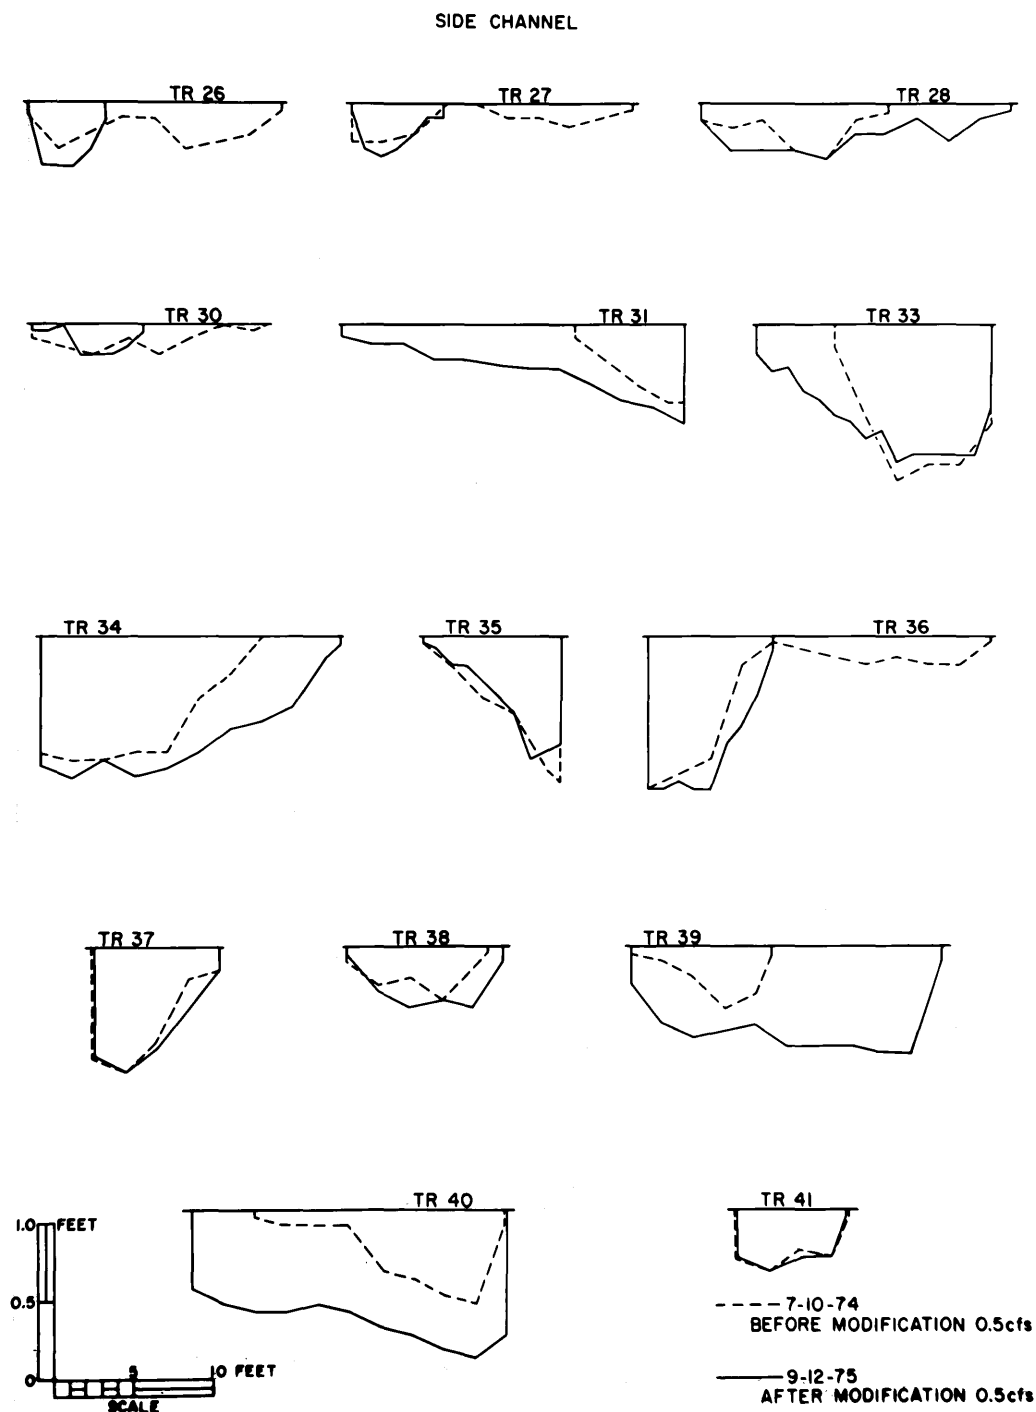 SIDE CHANNEL
TR 26
TR 27
TR 28
TR 30
TR 31
TR 33
TR 34
TR 35
TR 36
TR 37
TR 38
TR 39
TR 40
TR 41
1.0 FEET
0.5
0
5
10 FEET
SCALE
7-10-74
BEFORE MODIFICATION 0.5cfs
9-12-75
AFTER MODIFICATION 0.5cfs